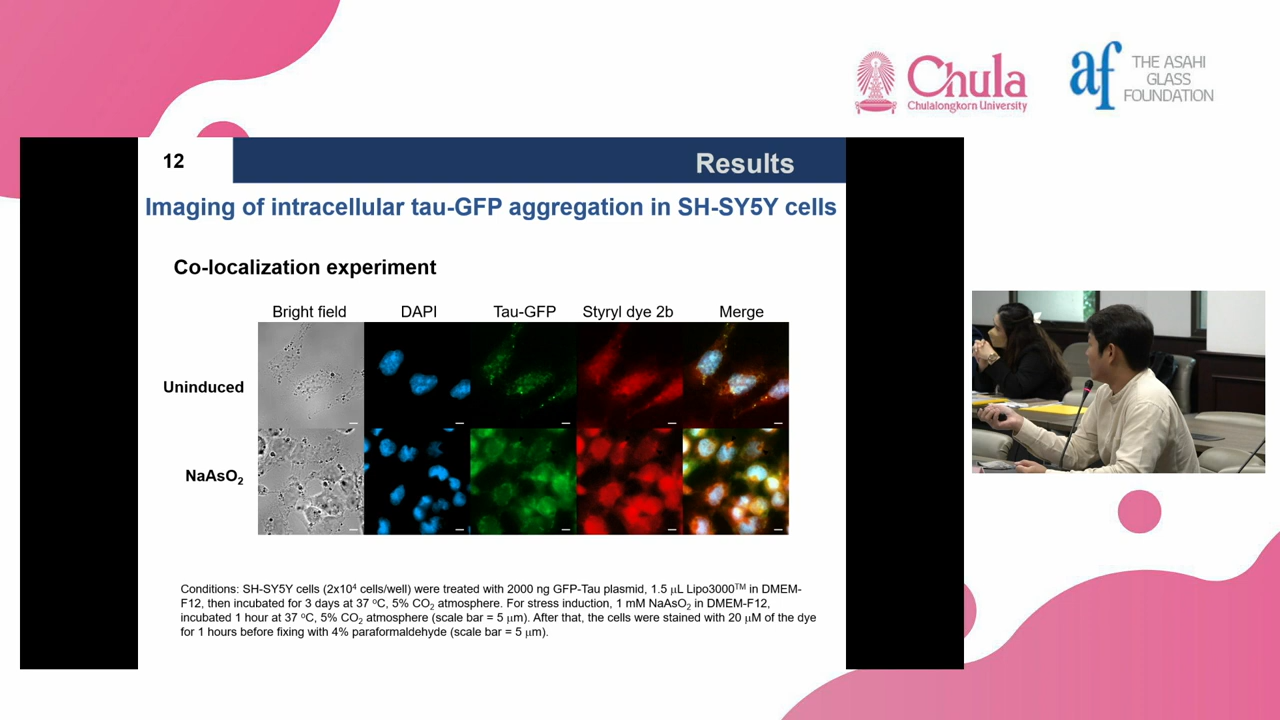 Chula
Chulalongkorn University
af
THE ASAHI
GLASS
FOUNDATION
12
Results
Imaging of intracellular tau-GFP aggregation in SH-SY5Y cells
Co-localization experiment
Bright field DAPI Tau-GFP Styryl dye 2b Merge
Uninduced
NaAsO₂
Conditions: SH-SY5Y cells (2x10⁴ cells/well) were treated with 2000 ng GFP-Tau plasmid, 1.5 µL Lipo3000™ in DMEM-
F12, then incubated for 3 days at 37 ºC, 5% CO₂ atmosphere. For stress induction, 1 mM NaAsO₂ in DMEM-F12,
incubated 1 hour at 37 ºC, 5% CO₂ atmosphere (scale bar = 5 µm). After that, the cells were stained with 20 µM of the dye
for 1 hours before fixing with 4% paraformaldehyde (scale bar = 5 µm).